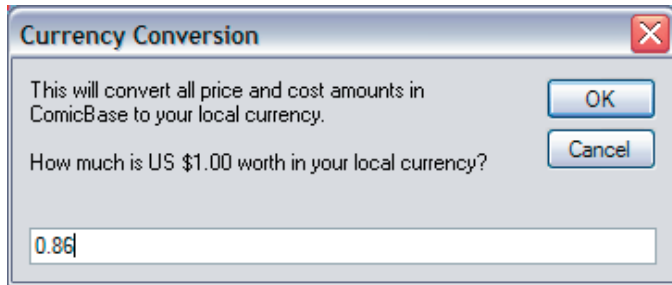 Currency Conversion
This will convert all price and cost amounts in
ComicBase to your local currency.
How much is US $1.00 worth in your local currency?
OK
Cancel
0.86